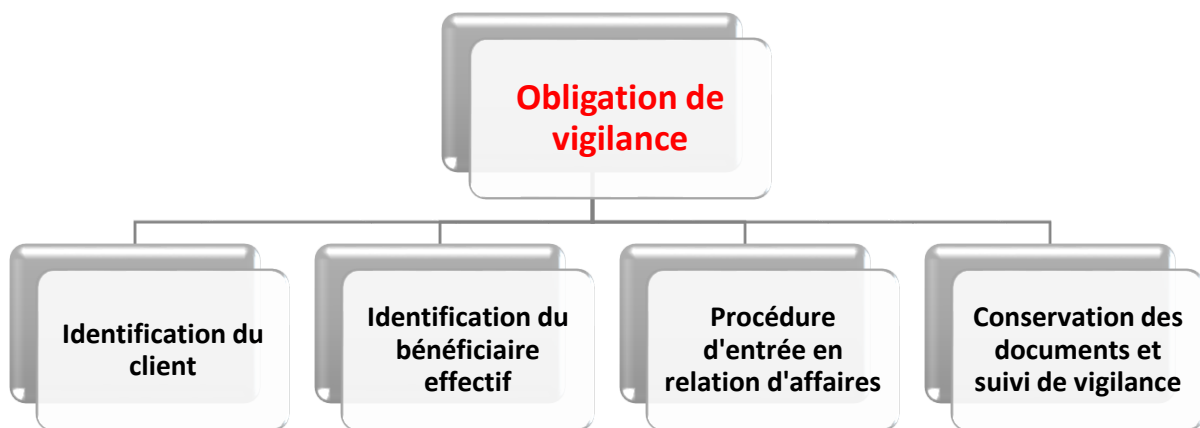 Obligation de
vigilance
Identification du
client
Identification du
bénéficiaire
effectif
Procédure
d'entrée en
relation d'affaires
Conservation des
documents et
suivi de vigilance